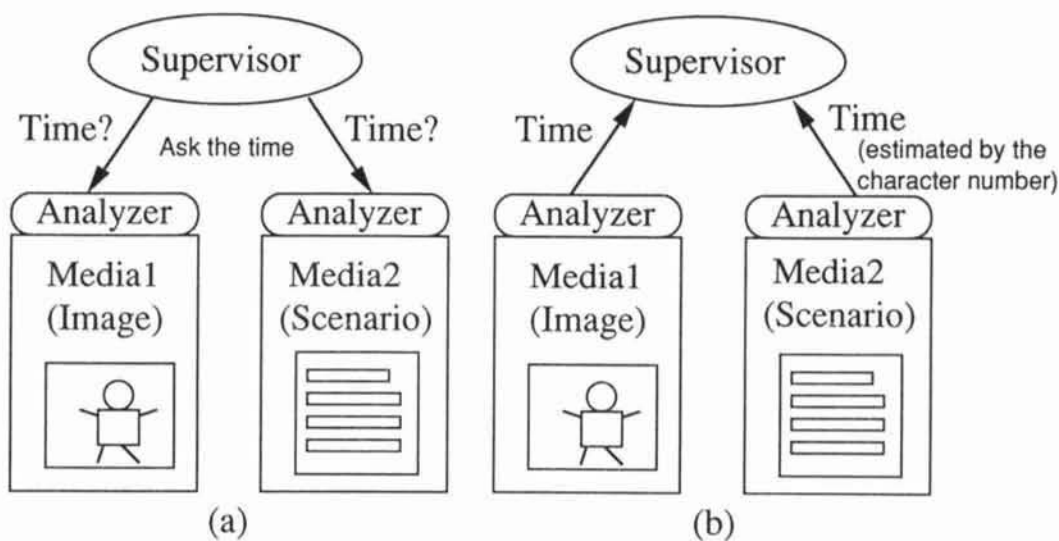 Supervisor
Time?
Ask the time
Time?
Analyzer
Analyzer
Media1
(Image)
Media2
(Scenario)
(a)
Supervisor
Time
Time
(estimated by the
character number)
Analyzer
Analyzer
Media1
(Image)
Media2
(Scenario)
(b)